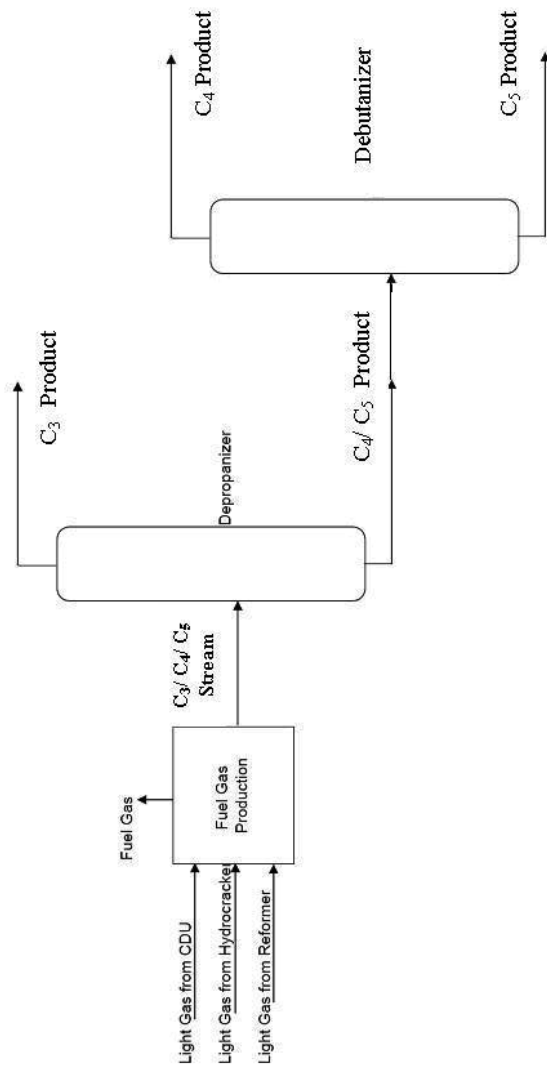 Light Gas from CDU
Light Gas from Hydrocracker
Light Gas from Reformer
Fuel Gas
Fuel Gas
Production
C₃/ C₄/ C₅
Stream
C₃ Product
Depropanizer
C₄/ C₅ Product
C₄ Product
Debutanizer
C₅ Product